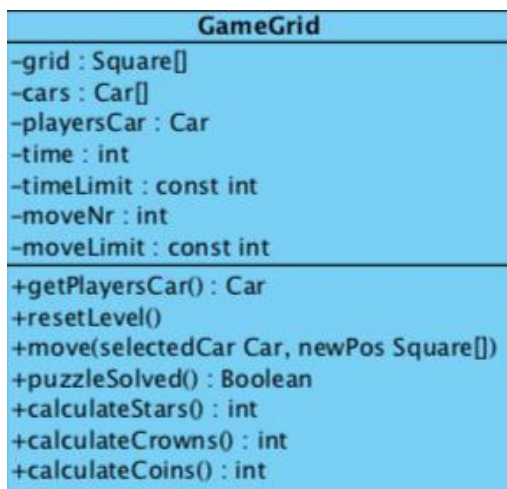 GameGrid
-grid : Square[]
-cars : Car[]
-playersCar : Car
-time : int
-timeLimit : const int
-moveNr : int
-moveLimit : const int
+getPlayersCar() : Car
+resetLevel()
+move(selectedCar Car, newPos Square[])
+puzzleSolved() : Boolean
+calculateStars() : int
+calculateCrowns() : int
+calculateCoins() : int